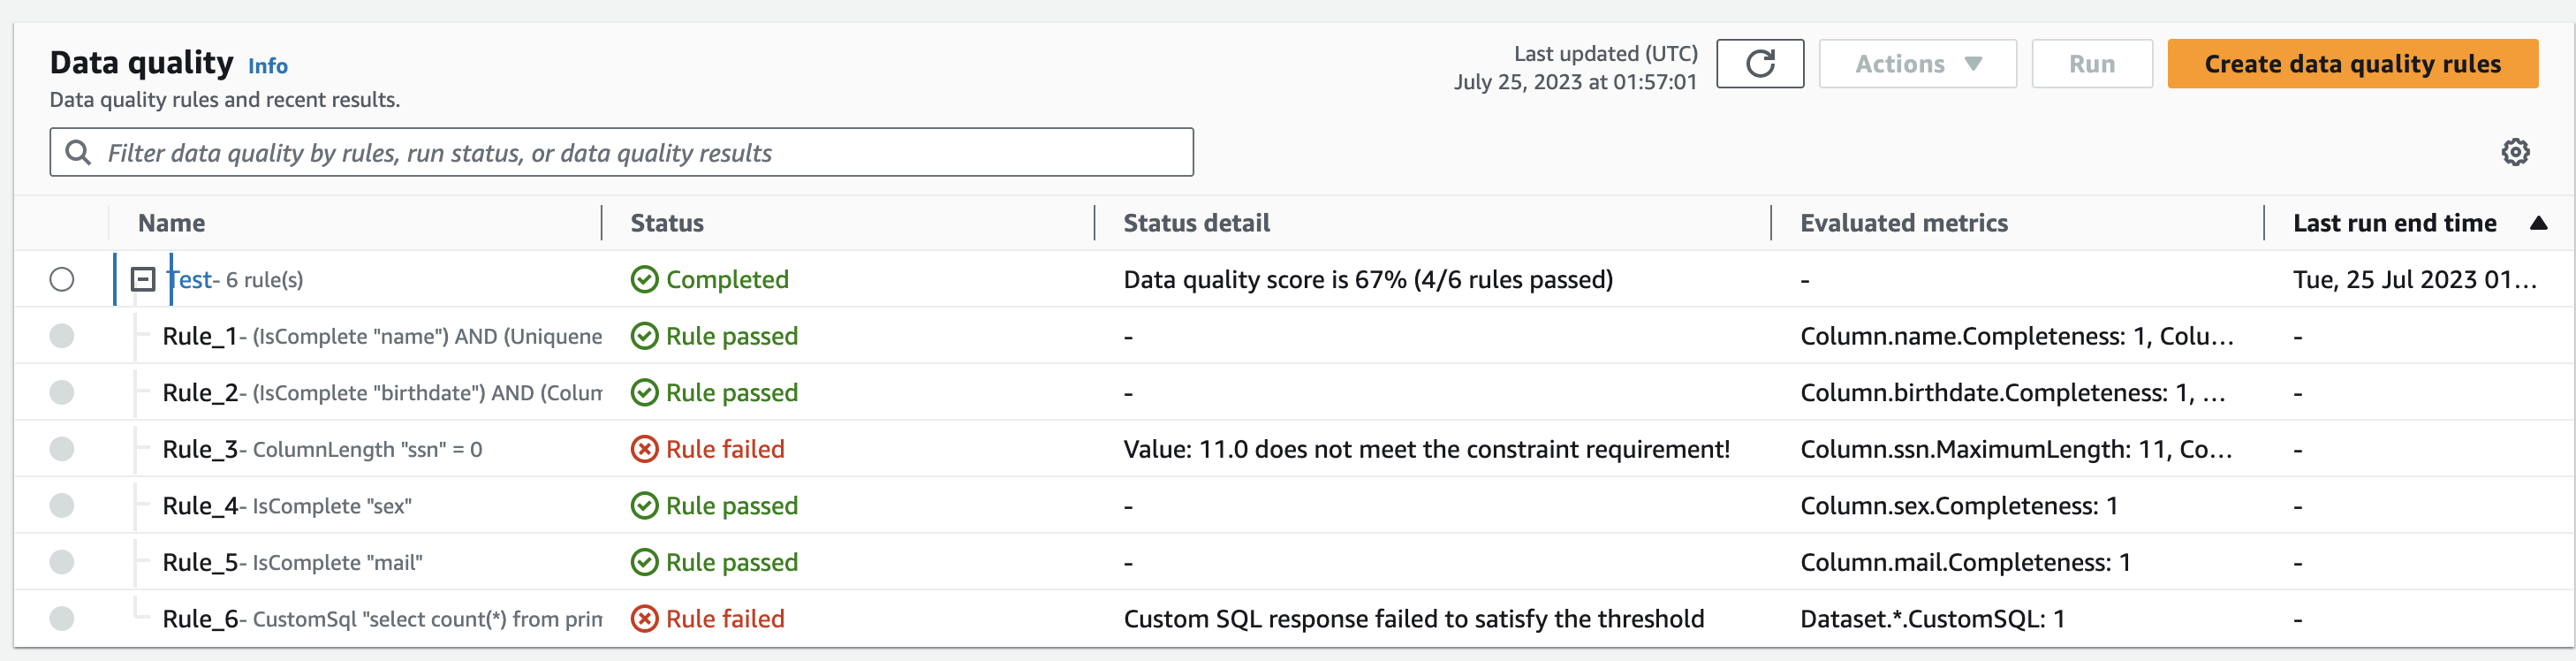 Data quality Info
Data quality rules and recent results.
Last updated (UTC)
July 25, 2023 at 01:57:01
Actions
Run
Create data quality rules
Filter data quality by rules, run status, or data quality results
Name Status Status detail Evaluated metrics Last run end time
Test- 6 rule(s) Completed Data quality score is 67% (4/6 rules passed) - Tue, 25 Jul 2023 01...
Rule_1- (IsComplete "name") AND (Uniquene Rule passed - Column.name.Completeness: 1, Colu... -
Rule_2- (IsComplete "birthdate") AND (Colum Rule passed - Column.birthdate.Completeness: 1, ... -
Rule_3- ColumnLength "ssn" = 0 Rule failed Value: 11.0 does not meet the constraint requirement! Column.ssn.MaximumLength: 11, Co... -
Rule_4- IsComplete "sex" Rule passed - Column.sex.Completeness: 1 -
Rule_5- IsComplete "mail" Rule passed - Column.mail.Completeness: 1 -
Rule_6- CustomSql "select count(*) from prim Rule failed Custom SQL response failed to satisfy the threshold Dataset.*.CustomSQL: 1 -